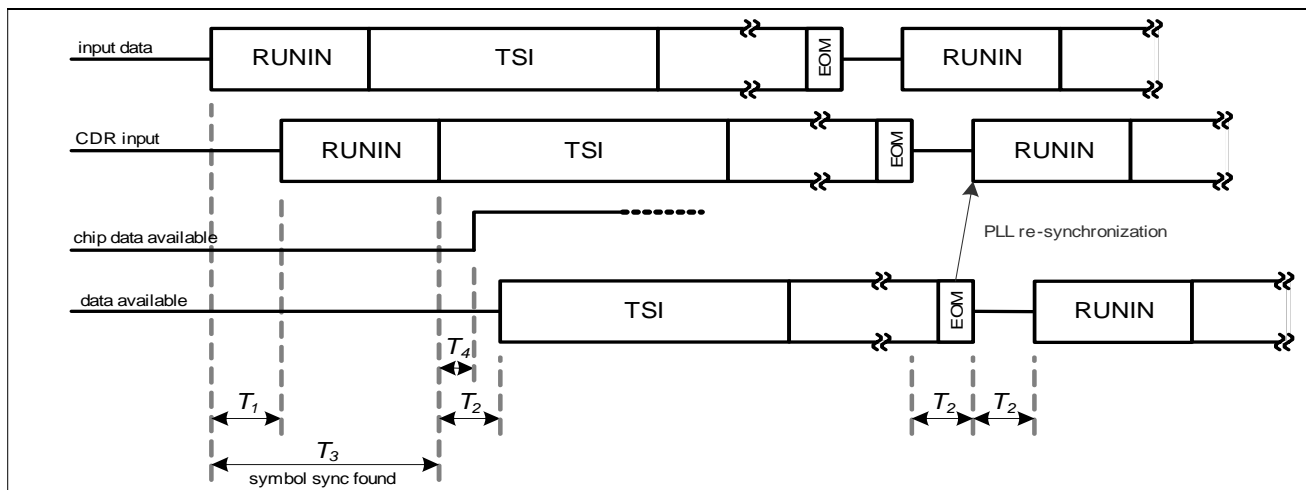 input data
RUNIN
TSI
EOM
RUNIN
CDR input
RUNIN
TSI
EOM
RUNIN
chip data available
PLL re-synchronization
data available
TSI
EOM
RUNIN
T4
T1
T2
T2
T2
T3
symbol sync found